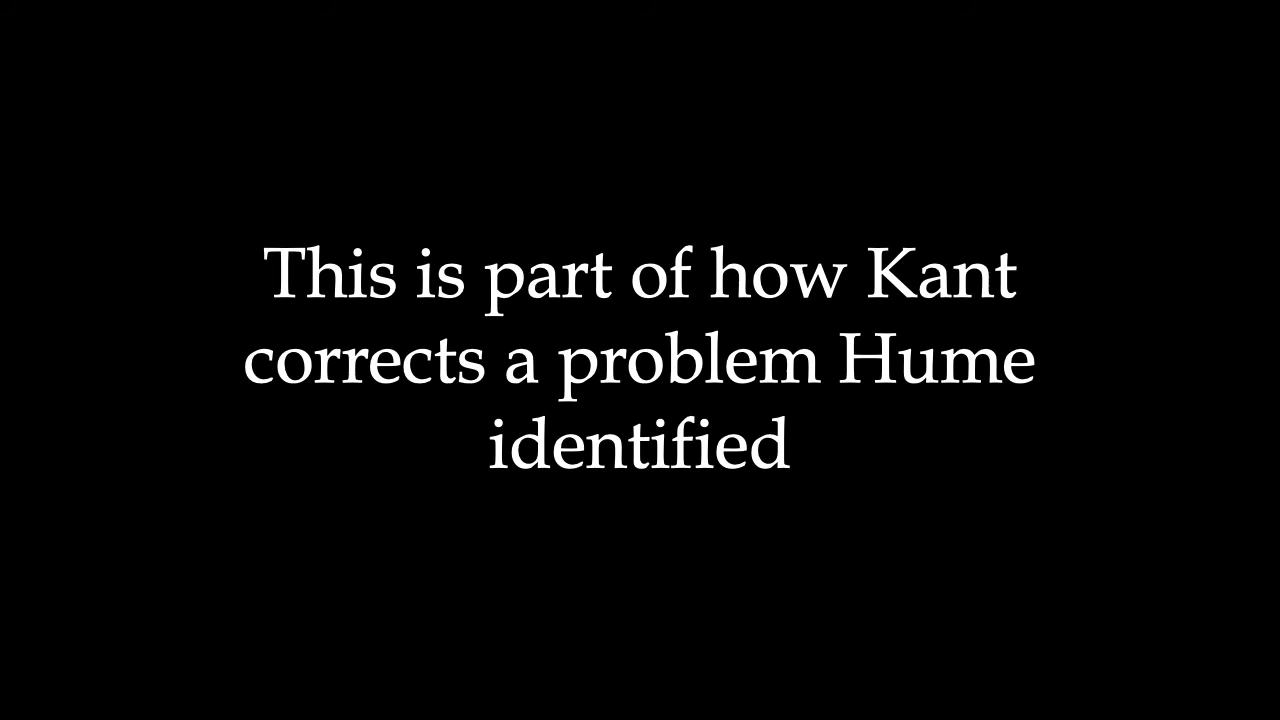 This is part of how Kant
corrects a problem Hume
identified